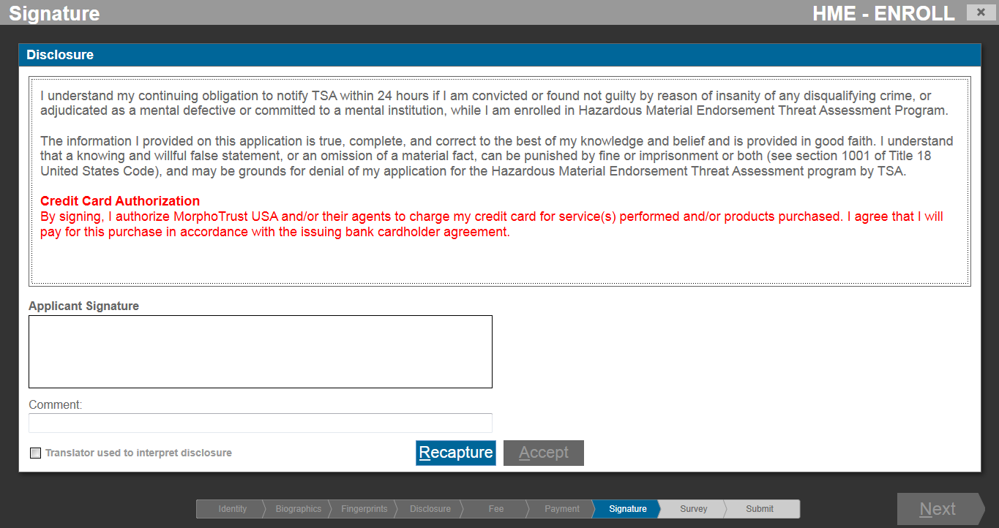 Signature
HME - ENROLL
Disclosure
I understand my continuing obligation to notify TSA within 24 hours if I am convicted or found not guilty by reason of insanity of any disqualifying crime, or
adjudicated as a mental defective or committed to a mental institution, while I am enrolled in Hazardous Material Endorsement Threat Assessment Program.
The information I provided on this application is true, complete, and correct to the best of my knowledge and belief and is provided in good faith. I understand
that a knowing and willful false statement, or an omission of a material fact, can be punished by fine or imprisonment or both (see section 1001 of Title 18
United States Code), and may be grounds for denial of my application for the Hazardous Material Endorsement Threat Assessment program by TSA.
Credit Card Authorization
By signing, I authorize MorphoTrust USA and/or their agents to charge my credit card for service(s) performed and/or products purchased. I agree that I will
pay for this purchase in accordance with the issuing bank cardholder agreement.
Applicant Signature
Comment:
Translator used to interpret disclosure
Recapture
Accept
Identity
Biographics
Fingerprints
Disclosure
Fee
Payment
Signature
Survey
Submit
Next